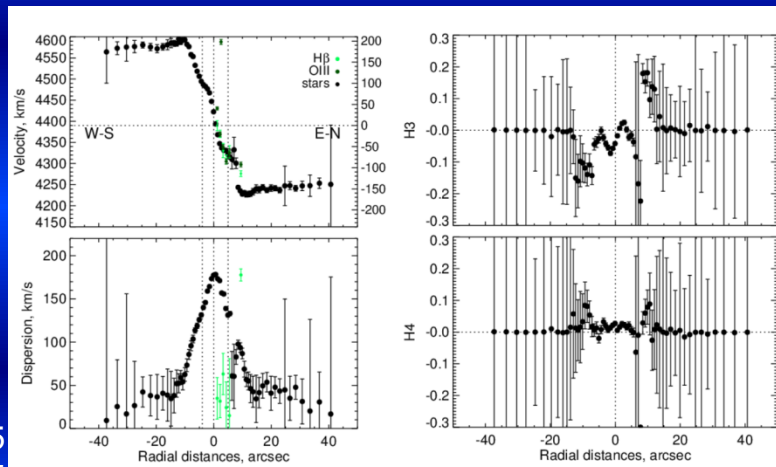 4600
4550
4500
4450
4400
4350
4300
4250
4200
4150
Velocity, km/s
200
150
100
50
0
-50
-100
-150
-200
Hβ
OIII
stars
W-S
E-N
0.3
0.2
0.1
-0.0
-0.1
-0.2
-0.3
H3
200
150
100
50
0
Dispersion, km/s
-40 -20 0 20 40
Radial distances, arcsec
0.3
0.2
0.1
-0.0
-0.1
-0.2
-0.3
H4
-40 -20 0 20 40
Radial distances, arcsec